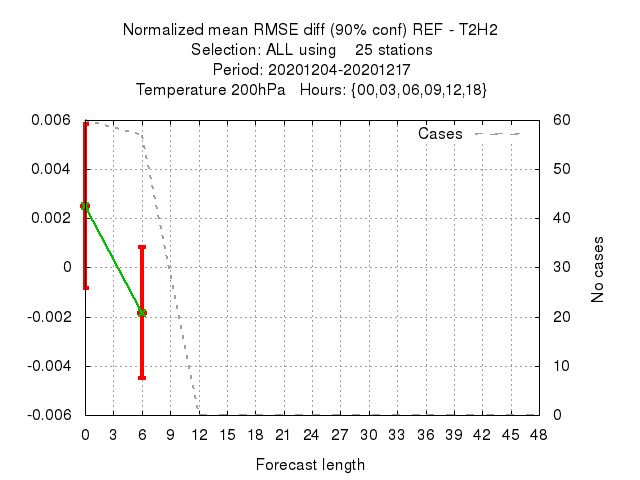 Normalized mean RMSE diff (90% conf) REF - T2H2
Selection: ALL using    25 stations
Period: 20201204-20201217
Temperature 200hPa   Hours: {00,03,06,09,12,18}
Cases
0.006
0.004
0.002
0
-0.002
-0.004
-0.006
60
50
40
30
20
10
0
No cases
0 3 6 9 12 15 18 21 24 27 30 33 36 39 42 45 48
Forecast length